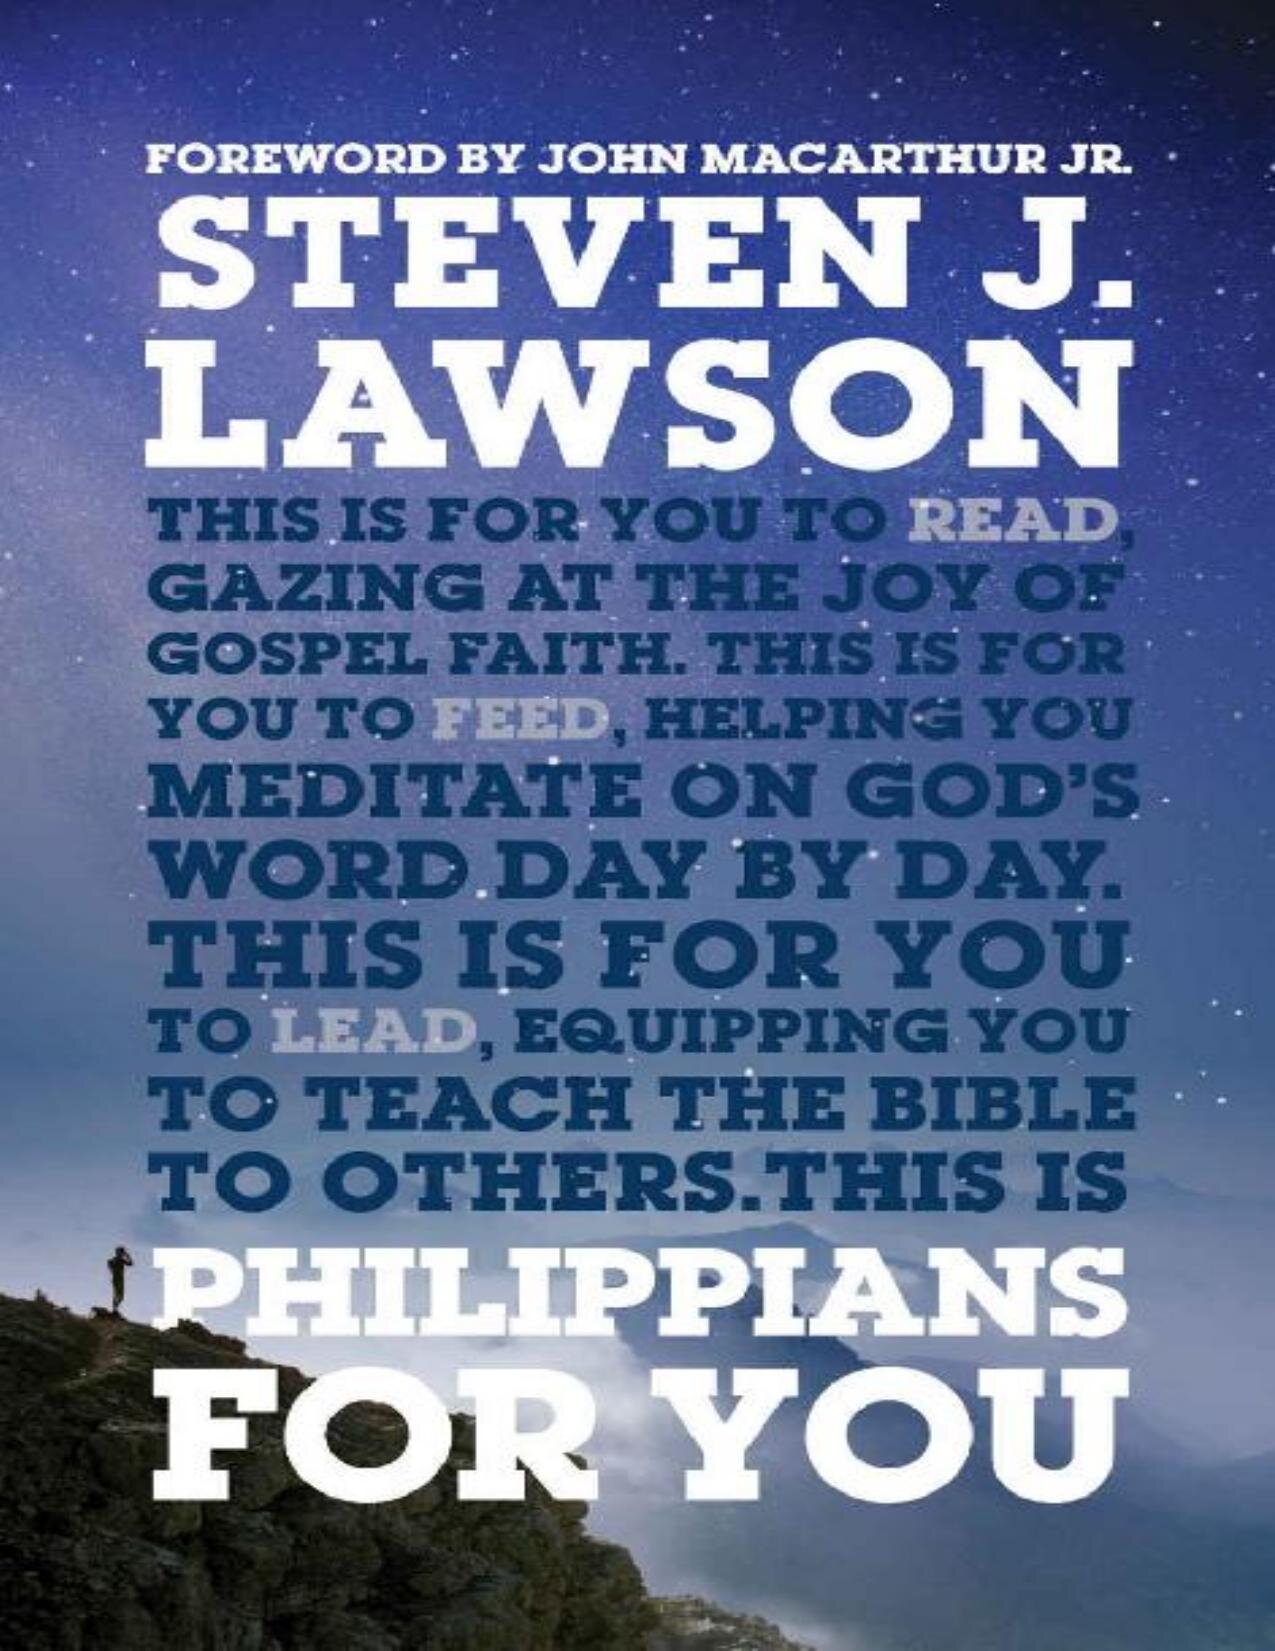 FOREWORD BY JOHN MACARTHUR JR.
STEVEN J.
LAWSON
THIS IS FOR YOU TO READ,
GAZING AT THE JOY OF
GOSPEL FAITH. THIS IS FOR
YOU TO FEED, HELPING YOU
MEDITATE ON GOD'S
WORD DAY BY DAY.
THIS IS FOR YOU
TO LEAD, EQUIPPING YOU
TO TEACH THE BIBLE
TO OTHERS. THIS IS
PHILIPPIANS
FOR YOU